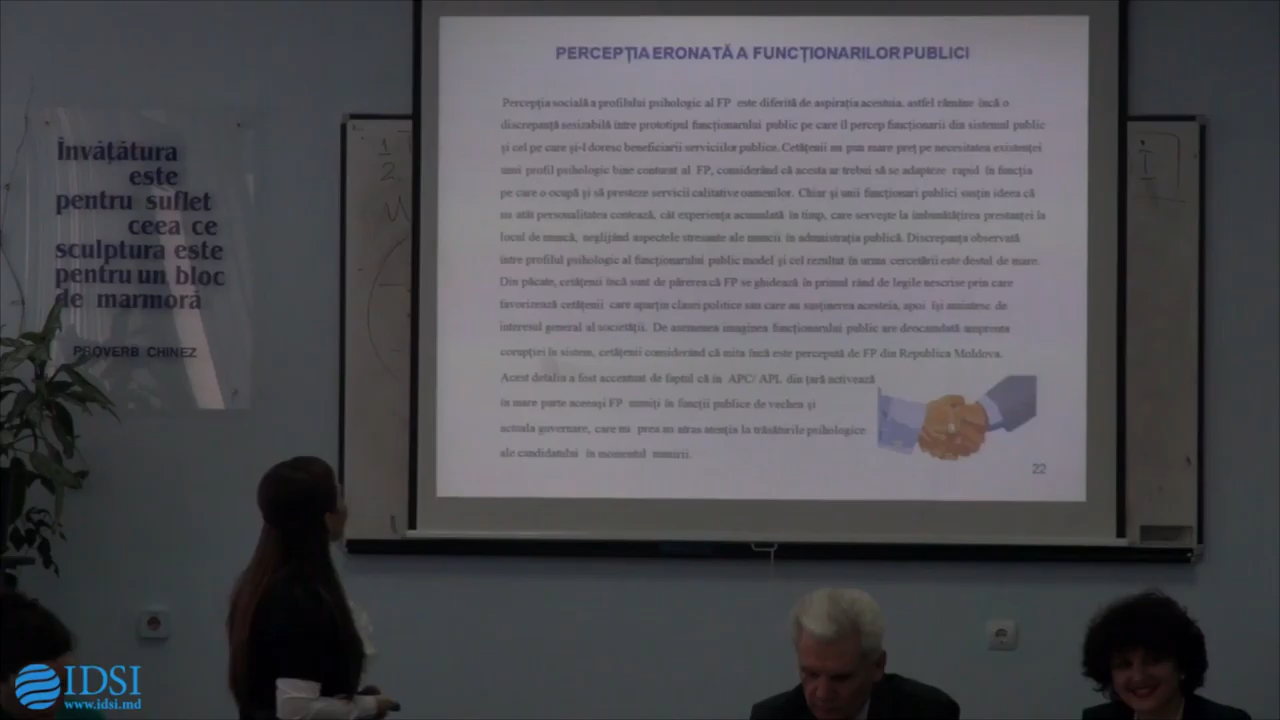 PERCEPȚIA ERONATĂ A FUNCȚIONARILOR PUBLICI
Percepția socială a profilului psihologic al FP este diferită de aspirația acestuia, astfel rămâne încă o
discrepanță sesizabilă între prototipul funcționarului public pe care îl percep funcționarii din sistemul public
și cel pe care și-l doresc beneficiarii serviciilor publice. Cetățenii nu pun mare preț pe necesitatea existenței
unui profil psihologic bine conturat al FP, considerând că acesta ar trebui să se adapteze rapid în funcția
pe care o ocupă și să presteze servicii calitative oamenilor. Chiar și unii funcționari publici susțin ideea că
nu atât personalitatea contează, cât experiența acumulată în timp, care servește la îmbunătățirea prestanței la
locul de muncă, neglijând aspectele stresante ale muncii în administrația publică. Discrepanța observată
între profilul psihologic al funcționarului public model și cel rezultat în urma cercetării este destul de mare.
Din păcate, cetățenii încă sunt de părerea că FP se ghidează în primul rând de legile nescrise prin care
favorizează cetățenii care aparțin clasei politice sau care au susținerea acesteia, apoi își amintesc de
interesul general al societății. De asemenea imaginea funcționarului public are deocamdată amprenta
corupției în sistem, cetățenii considerând că mita încă este percepută de FP din Republica Moldova.
Acest detaliu a fost accentuat de faptul că în APC/ APL din țară activează
în mare parte aceeași FP numiți în funcții publice de vechea și
actuala guvernare, care nu prea au atras atenția la trăsăturile psihologice
ale candidatului în momentul numirii.
22
Învățătura
este
pentru suflet
ceea ce
sculptura este
pentru un bloc
de marmoră
PROVERB CHINEZ
IDSI
www.idsi.md